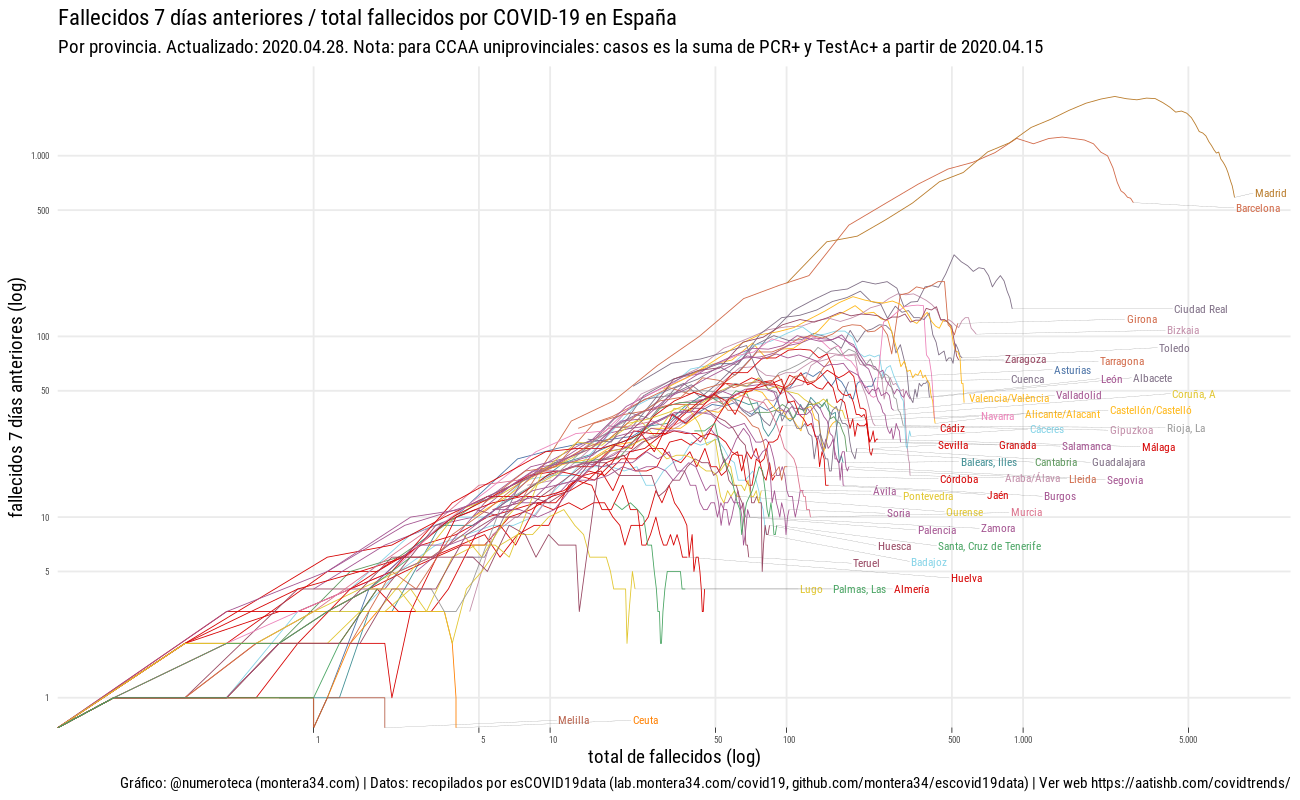 Fallecidos 7 días anteriores / total fallecidos por COVID-19 en España
Por provincia. Actualizado: 2020.04.28. Nota: para CCAA uniprovinciales: casos es la suma de PCR+ y TestAc+ a partir de 2020.04.15
fallecidos 7 días anteriores (log)
1.000
500
100
50
10
5
1
Madrid
Barcelona
Ciudad Real
Girona
Bizkaia
Toledo
Zaragoza Tarragona
Asturias
Cuenca León Albacete
Valencia/València Valladolid Coruña, A
Navarra Alicante/Alacant Castellón/Castelló
Cádiz Cáceres Gipuzkoa Rioja, La
Sevilla Granada Salamanca Málaga
Balears, Illes Cantabria Guadalajara
Córdoba Araba/Álava Lleida Segovia
Ávila Pontevedra Jaén Burgos
Soria Ourense Murcia
Palencia Zamora
Huesca Santa, Cruz de Tenerife
Teruel Badajoz
Huelva
Lugo Palmas, Las Almería
Melilla Ceuta
1 5 10 50 100 500 1.000 5.000
total de fallecidos (log)
Gráfico: @numeroteca (montera34.com) | Datos: recopilados por esCOVID19data (lab.montera34.com/covid19, github.com/montera34/escovid19data) | Ver web https://aatishb.com/covidtrends/